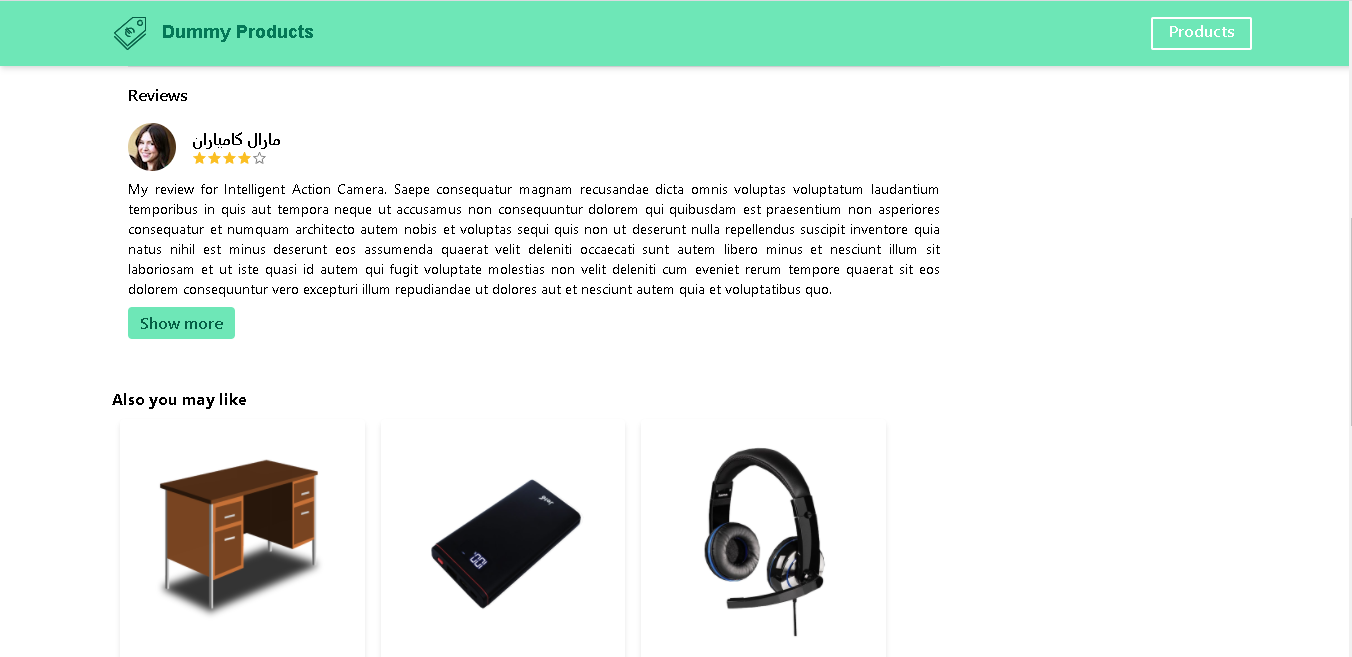 Dummy Products
Products
Reviews
مارال کامیاران
My review for Intelligent Action Camera. Saepe consequatur magnam recusandae dicta omnis voluptas voluptatum laudantium
temporibus in quis aut tempora neque ut accusamus non consequuntur dolorem qui quibusdam est praesentium non asperiores
consequatur et numquam architecto autem nobis et voluptas sequi quis non ut deserunt nulla repellendus suscipit inventore quia
natus nihil est minus deserunt eos assumenda quaerat velit deleniti occaecati sunt autem libero minus et nesciunt illum sit
laboriosam et ut iste quasi id autem qui fugit voluptate molestias non velit deleniti cum eveniet rerum tempore quaerat sit eos
dolorem consequuntur vero excepturi illum repudiandae ut dolores aut et nesciunt autem quia et voluptatibus quo.
Show more
Also you may like